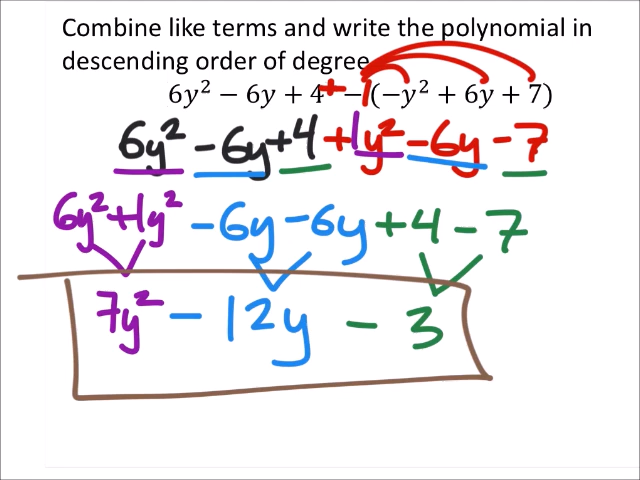 Combine like terms and write the polynomial in
descending order of degree
6y² − 6y + 4 + − 1(−y² + 6y + 7)
6y² − 6y + 4 + 1y² − 6y − 7
6y² + 1y² − 6y − 6y + 4 − 7
7y² − 12y − 3